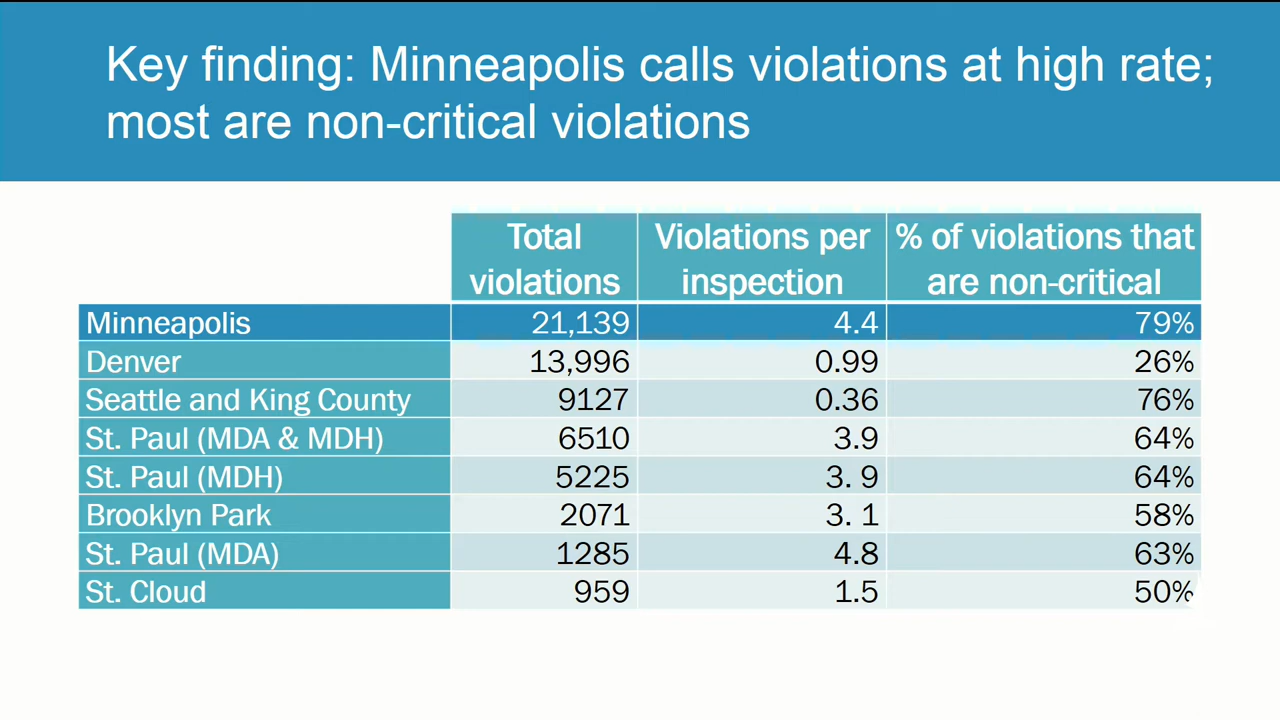 Key finding: Minneapolis calls violations at high rate;
most are non-critical violations
Total violations Violations per inspection % of violations that are non-critical
Minneapolis 21,139 4.4 79%
Denver 13,996 0.99 26%
Seattle and King County 9127 0.36 76%
St. Paul (MDA & MDH) 6510 3.9 64%
St. Paul (MDH) 5225 3. 9 64%
Brooklyn Park 2071 3. 1 58%
St. Paul (MDA) 1285 4.8 63%
St. Cloud 959 1.5 50%